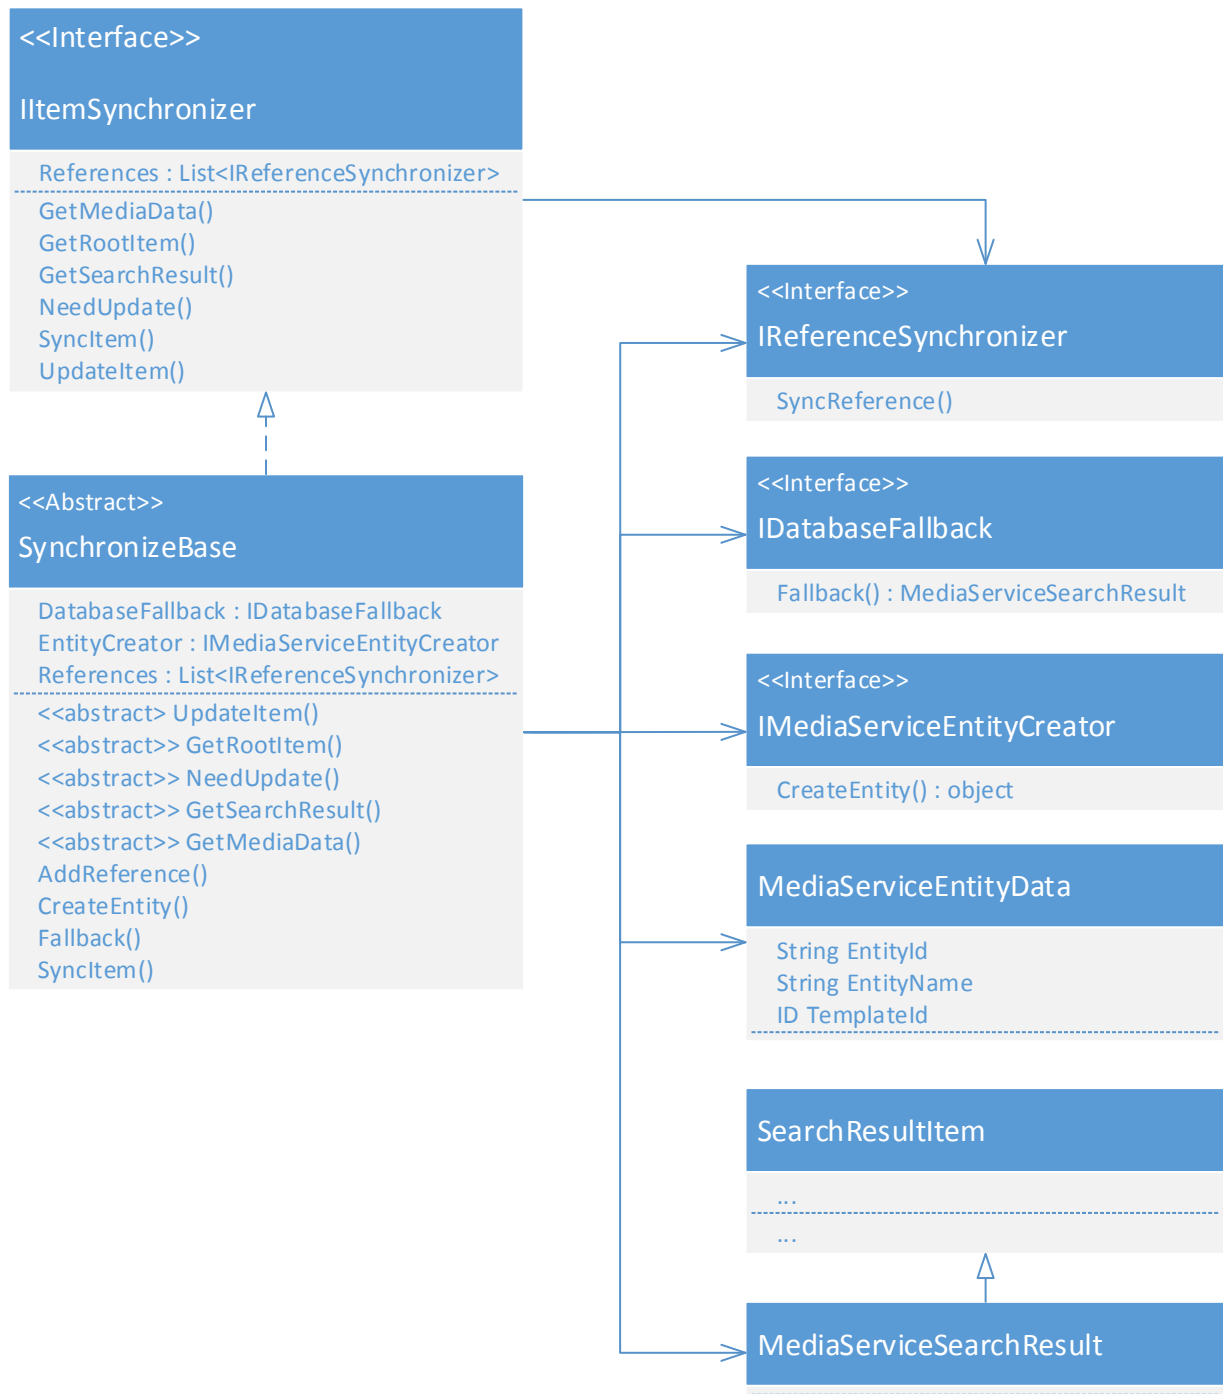 <<Interface>>
IItemSynchronizer
References : List<IReferenceSynchronizer>
GetMediaData()
GetRootItem()
GetSearchResult()
NeedUpdate()
SyncItem()
UpdateItem()
<<Abstract>>
SynchronizeBase
DatabaseFallback : IDatabaseFallback
EntityCreator : IMediaServiceEntityCreator
References : List<IReferenceSynchronizer>
<<abstract> UpdateItem()
<<abstract>> GetRootItem()
<<abstract>> NeedUpdate()
<<abstract>> GetSearchResult()
<<abstract>> GetMediaData()
AddReference()
CreateEntity()
Fallback()
SyncItem()
<<Interface>>
IReferenceSynchronizer
SyncReference()
<<Interface>>
IDatabaseFallback
Fallback() : MediaServiceSearchResult
<<Interface>>
IMediaServiceEntityCreator
CreateEntity() : object
MediaServiceEntityData
String EntityId
String EntityName
ID TemplateId
SearchResultItem
...
...
MediaServiceSearchResult